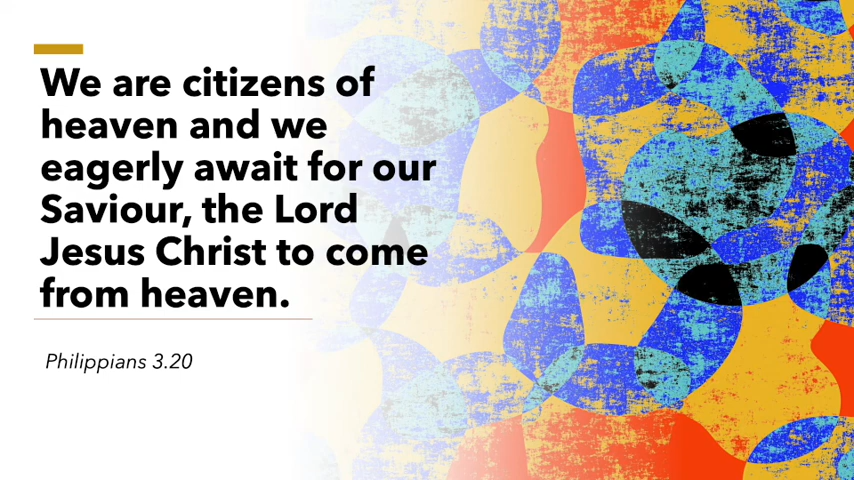 We are citizens of
heaven and we
eagerly await for our
Saviour, the Lord
Jesus Christ to come
from heaven.
Philippians 3.20